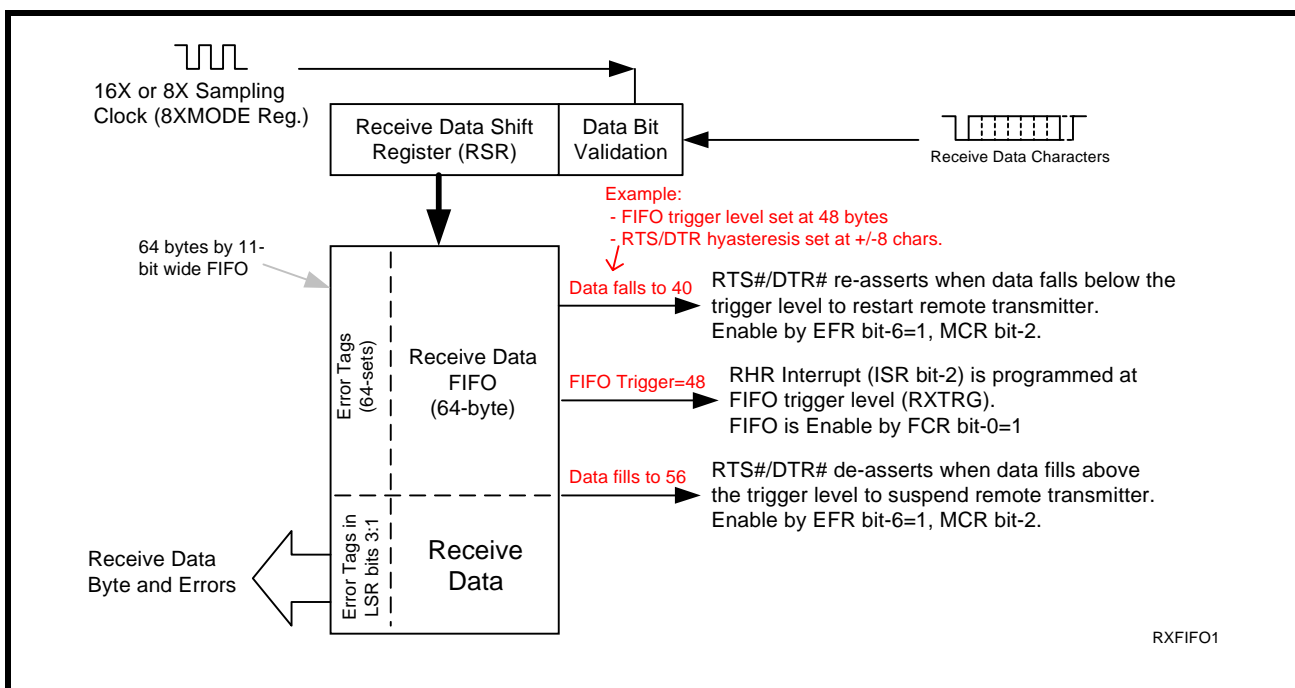 16X or 8X Sampling
Clock (8XMODE Reg.)
Receive Data Shift
Register (RSR)
Data Bit
Validation
Receive Data Characters
Example:
- FIFO trigger level set at 48 bytes
- RTS/DTR hyasteresis set at +/-8 chars.
64 bytes by 11-
bit wide FIFO
Error Tags
(64-sets)
Receive Data
FIFO
(64-byte)
Data falls to 40
RTS#/DTR# re-asserts when data falls below the
trigger level to restart remote transmitter.
Enable by EFR bit-6=1, MCR bit-2.
FIFO Trigger=48
RHR Interrupt (ISR bit-2) is programmed at
FIFO trigger level (RXTRG).
FIFO is Enable by FCR bit-0=1
Data fills to 56
RTS#/DTR# de-asserts when data fills above
the trigger level to suspend remote transmitter.
Enable by EFR bit-6=1, MCR bit-2.
Receive Data
Byte and Errors
Error Tags in
LSR bits 3:1
Receive
Data
RXFIFO1